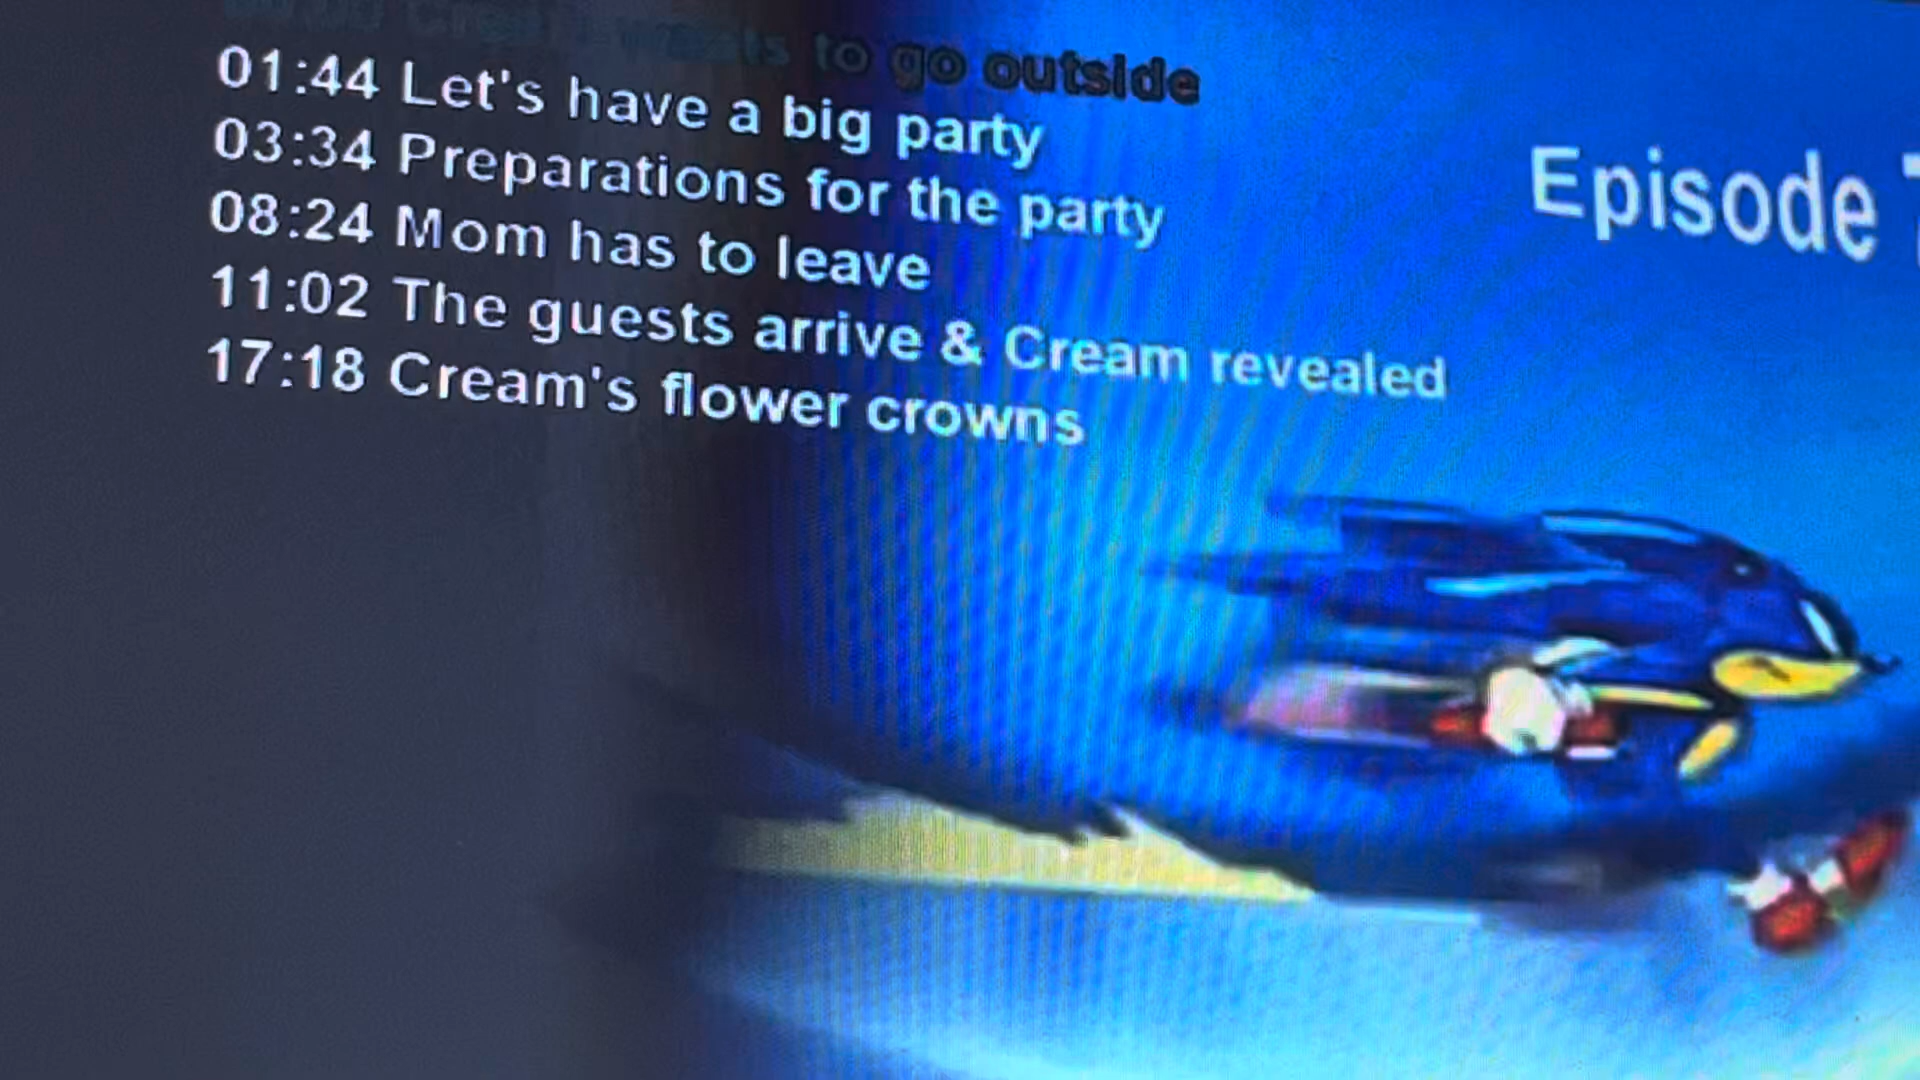 to go outside
01:44 Let's have a big party
03:34 Preparations for the party
08:24 Mom has to leave
11:02 The guests arrive & Cream revealed
17:18 Cream's flower crowns
Episode